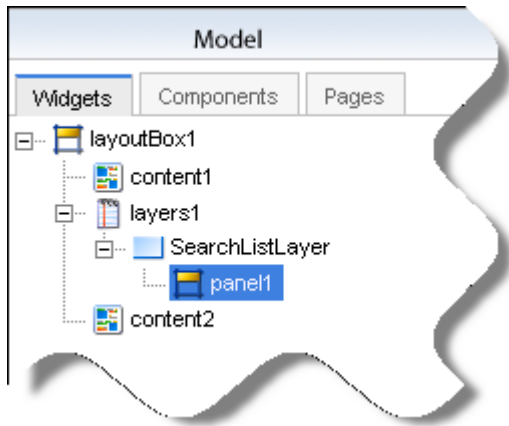 Model
Widgets Components Pages
layoutBox1
content1
layers1
SearchListLayer
panel1
content2